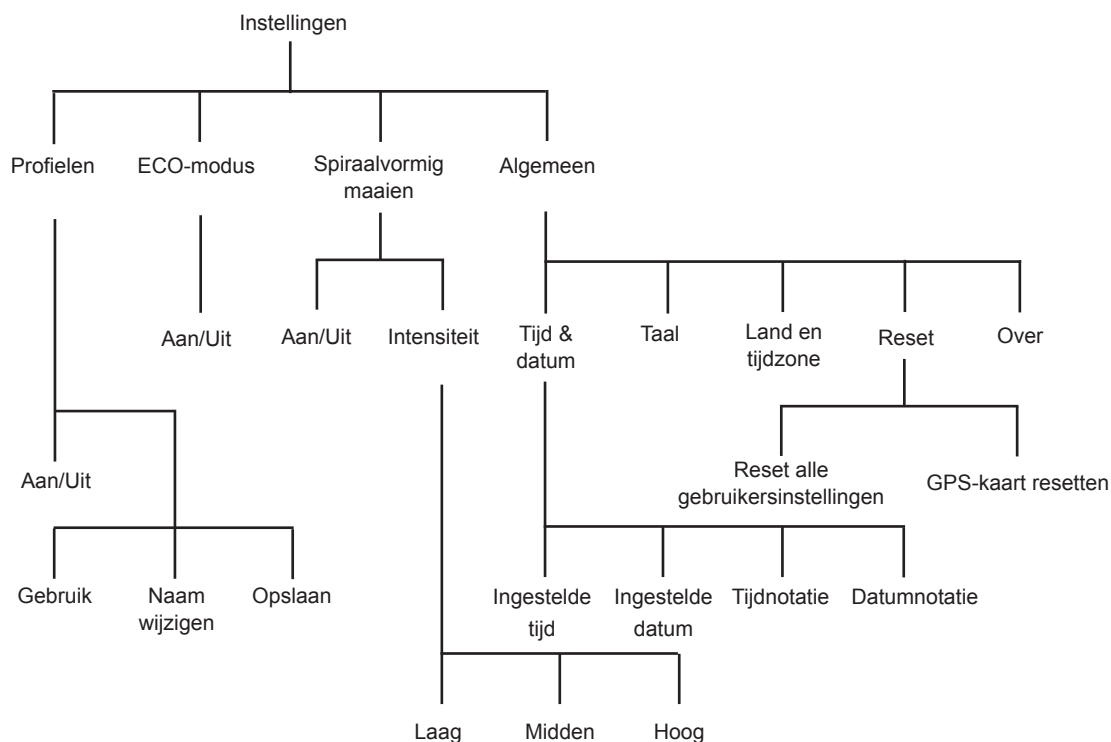 Instellingen
Profielen
ECO-modus
Spiraalvormig
maaien
Algemeen
Aan/Uit
Aan/Uit
Intensiteit
Tijd &
datum
Taal
Land en
tijdzone
Reset
Over
Aan/Uit
Reset alle
gebruikersinstellingen
GPS-kaart resetten
Gebruik
Naam
wijzigen
Opslaan
Ingestelde
tijd
Ingestelde
datum
Tijdnotatie
Datumnotatie
Laag
Midden
Hoog